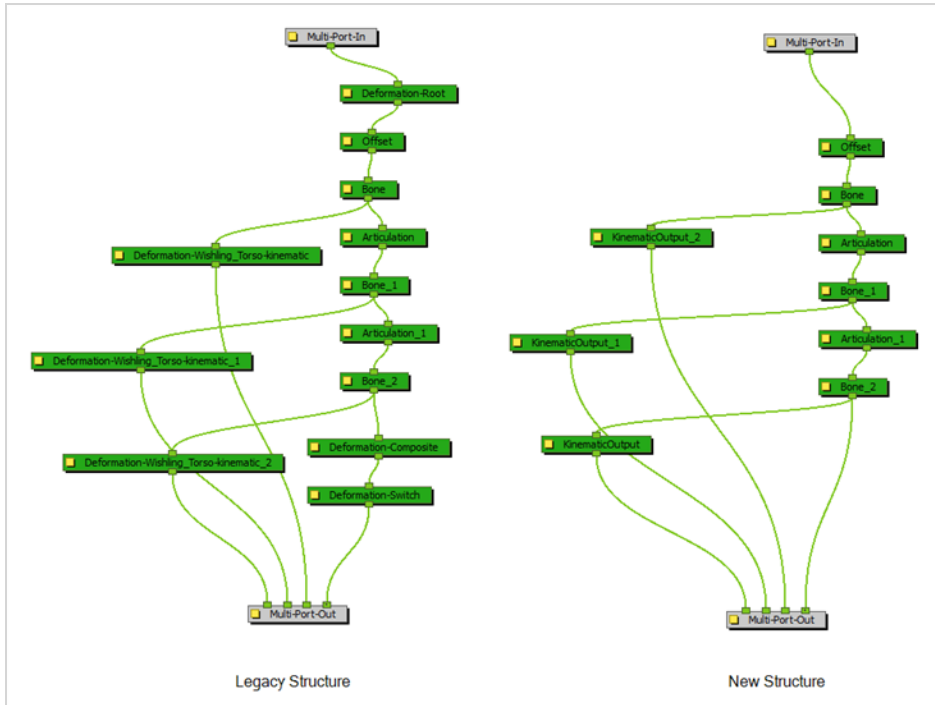 Multi-Port-In
Deformation-Root
Offset
Bone
Articulation
Deformation-Wishling_Torso-kinematic
Bone_1
Articulation_1
Deformation-Wishling_Torso-kinematic_1
Bone_2
Deformation-Composite
Deformation-Wishling_Torso-kinematic_2
Deformation-Switch
Multi-Port-Out
Legacy Structure
Multi-Port-In
Offset
Bone
KinematicOutput_2
Articulation
Bone_1
KinematicOutput_1
Articulation_1
Bone_2
KinematicOutput
Multi-Port-Out
New Structure